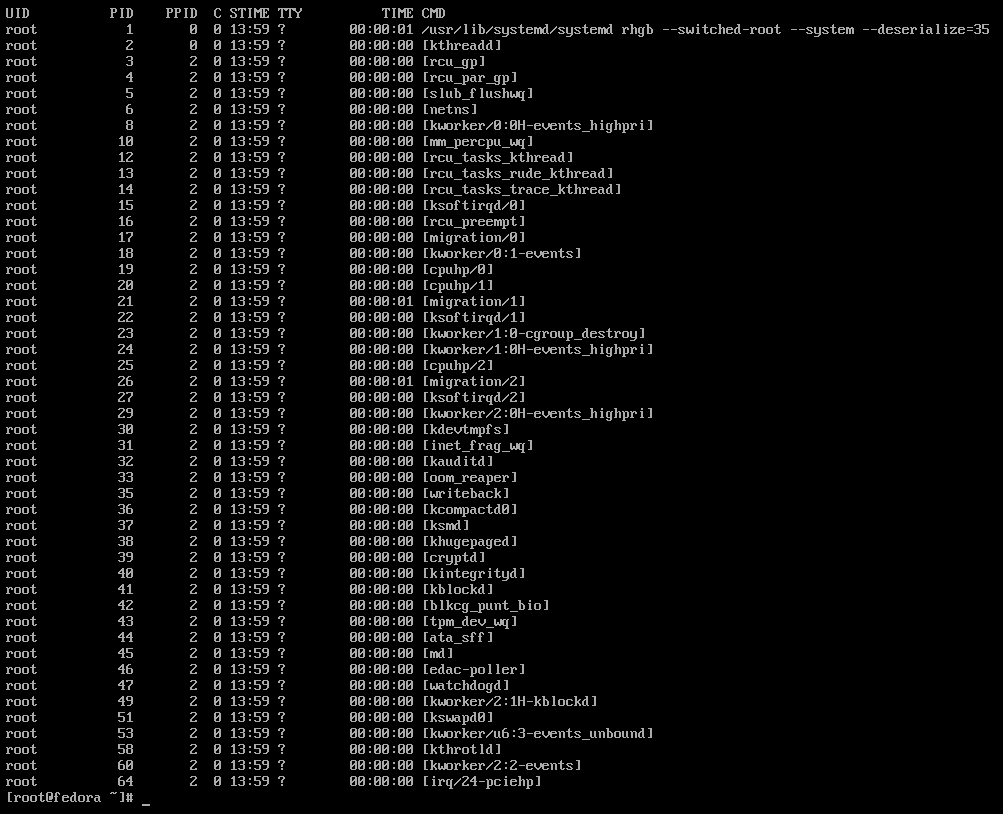 UID          PID    PPID  C STIME TTY          TIME CMD
root           1       0  0 13:59 ?        00:00:01 /usr/lib/systemd/systemd rhgb --switched-root --system --deserialize=35
root           2       0  0 13:59 ?        00:00:00 [kthreadd]
root           3       2  0 13:59 ?        00:00:00 [rcu_gp]
root           4       2  0 13:59 ?        00:00:00 [rcu_par_gp]
root           5       2  0 13:59 ?        00:00:00 [slub_flushwq]
root           6       2  0 13:59 ?        00:00:00 [netns]
root           8       2  0 13:59 ?        00:00:00 [kworker/0:0H-events_highpri]
root          10       2  0 13:59 ?        00:00:00 [mm_percpu_wq]
root          12       2  0 13:59 ?        00:00:00 [rcu_tasks_kthread]
root          13       2  0 13:59 ?        00:00:00 [rcu_tasks_rude_kthread]
root          14       2  0 13:59 ?        00:00:00 [rcu_tasks_trace_kthread]
root          15       2  0 13:59 ?        00:00:00 [ksoftirqd/0]
root          16       2  0 13:59 ?        00:00:00 [rcu_preempt]
root          17       2  0 13:59 ?        00:00:00 [migration/0]
root          18       2  0 13:59 ?        00:00:00 [kworker/0:1-events]
root          19       2  0 13:59 ?        00:00:00 [cpuhp/0]
root          20       2  0 13:59 ?        00:00:00 [cpuhp/1]
root          21       2  0 13:59 ?        00:00:01 [migration/1]
root          22       2  0 13:59 ?        00:00:00 [ksoftirqd/1]
root          23       2  0 13:59 ?        00:00:00 [kworker/1:0-cgroup_destroy]
root          24       2  0 13:59 ?        00:00:00 [kworker/1:0H-events_highpri]
root          25       2  0 13:59 ?        00:00:00 [cpuhp/2]
root          26       2  0 13:59 ?        00:00:01 [migration/2]
root          27       2  0 13:59 ?        00:00:00 [ksoftirqd/2]
root          29       2  0 13:59 ?        00:00:00 [kworker/2:0H-events_highpri]
root          30       2  0 13:59 ?        00:00:00 [kdevtmpfs]
root          31       2  0 13:59 ?        00:00:00 [inet_frag_wq]
root          32       2  0 13:59 ?        00:00:00 [kauditd]
root          33       2  0 13:59 ?        00:00:00 [oom_reaper]
root          35       2  0 13:59 ?        00:00:00 [writeback]
root          36       2  0 13:59 ?        00:00:00 [kcompactd0]
root          37       2  0 13:59 ?        00:00:00 [ksmd]
root          38       2  0 13:59 ?        00:00:00 [khugepaged]
root          39       2  0 13:59 ?        00:00:00 [cryptd]
root          40       2  0 13:59 ?        00:00:00 [kintegrityd]
root          41       2  0 13:59 ?        00:00:00 [kblockd]
root          42       2  0 13:59 ?        00:00:00 [blkcg_punt_bio]
root          43       2  0 13:59 ?        00:00:00 [tpm_dev_wq]
root          44       2  0 13:59 ?        00:00:00 [ata_sff]
root          45       2  0 13:59 ?        00:00:00 [md]
root          46       2  0 13:59 ?        00:00:00 [edac-poller]
root          47       2  0 13:59 ?        00:00:00 [watchdogd]
root          49       2  0 13:59 ?        00:00:00 [kworker/2:1H-kblockd]
root          51       2  0 13:59 ?        00:00:00 [kswapd0]
root          53       2  0 13:59 ?        00:00:00 [kworker/u6:3-events_unbound]
root          58       2  0 13:59 ?        00:00:00 [kthrotld]
root          60       2  0 13:59 ?        00:00:00 [kworker/2:2-events]
root          64       2  0 13:59 ?        00:00:00 [irq/24-pciehp]
[root@fedora ~]# _